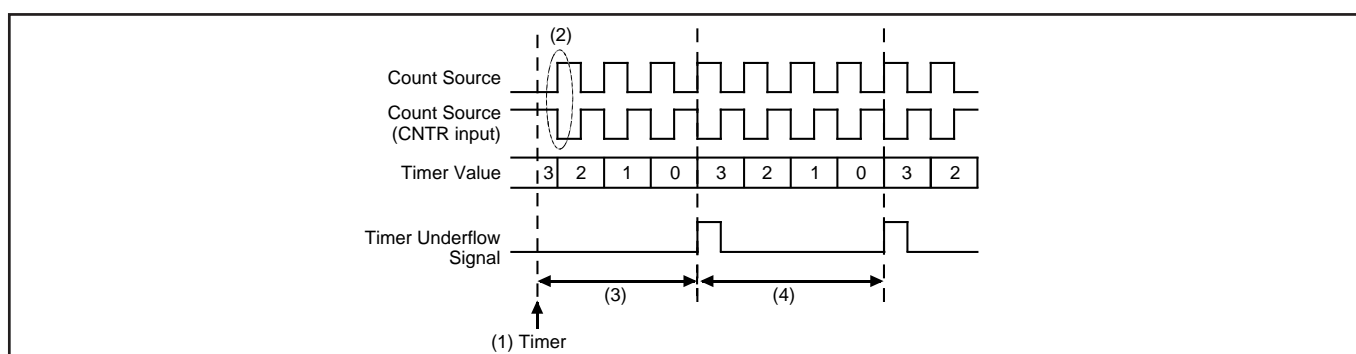 (2)
Count Source
Count Source
(CNTR input)
Timer Value 3 2 1 0 3 2 1 0 3 2
Timer Underflow
Signal
(3) (4)
(1) Timer